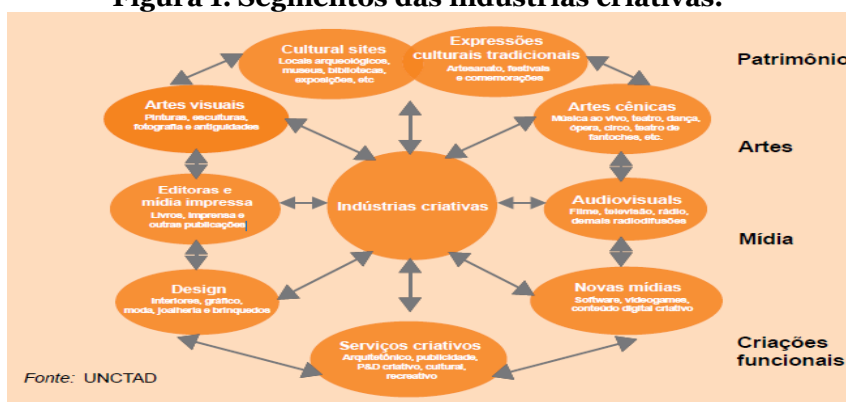 Figura 1. Segmentos das indústrias criativas.
Cultural sites
Locais arqueológicos,
museus, bibliotecas,
exposições, etc
Expressões
culturais tradicionais
Artesanato, festivais
e comemorações
Patrimônio
Artes visuais
Pinturas, esculturas,
fotografia e antiguidades
Artes cênicas
Música ao vivo, teatro, dança,
ópera, circo, teatro de
fantoches, etc.
Artes
Editoras e
mídia impressa
Livros, imprensa e
outras publicações
Indústrias criativas
Audiovisuais
Filme, televisão, rádio,
demais radiodifusões
Mídia
Design
Interiores, gráfico,
moda, joalheria e brinquedos
Novas mídias
Software, videogames,
conteúdo digital criativo
Serviços criativos
Arquitetônico, publicidade,
P&D criativo, cultural,
recreativo
Criações
funcionais
Fonte: UNCTAD